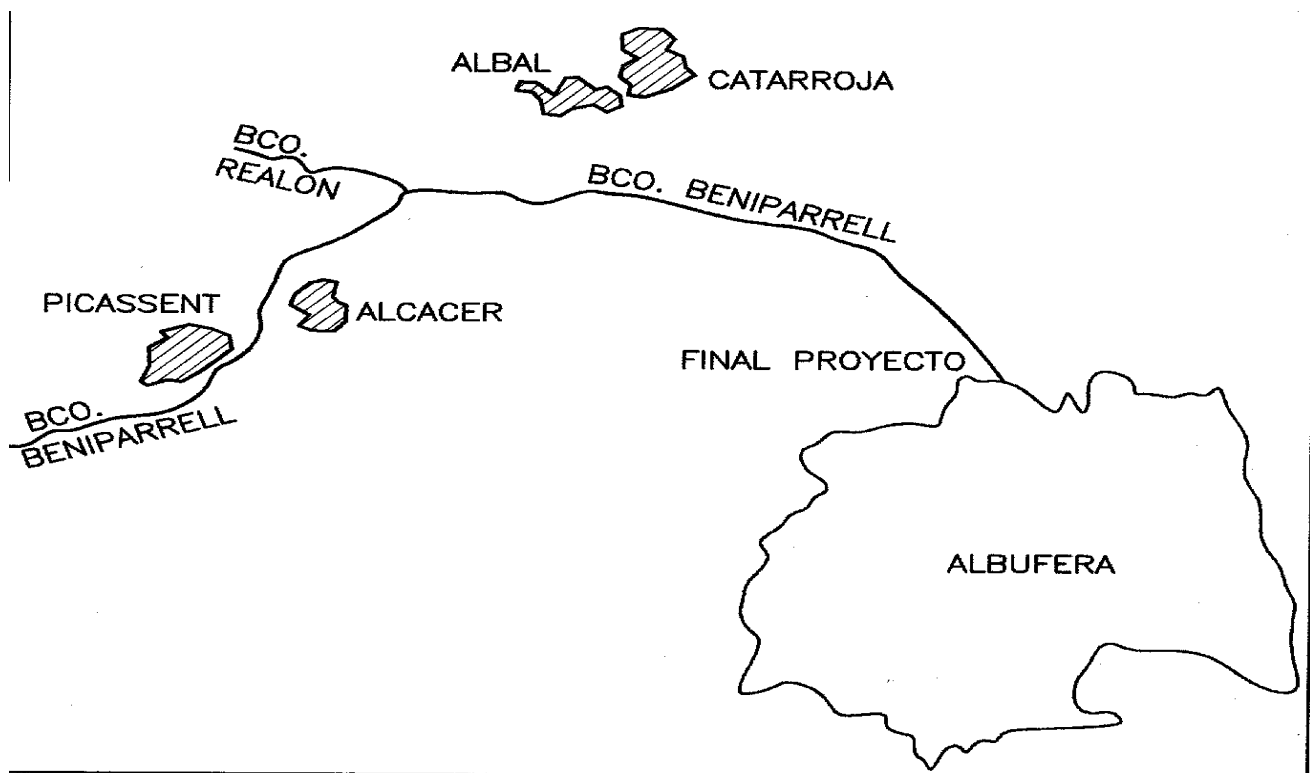 ALBAL
CATARROJA
BCO.
REALON
BCO. BENIPARRELL
PICASSENT
ALCACER
FINAL PROYECTO
BCO.
BENIPARRELL
ALBUFERA